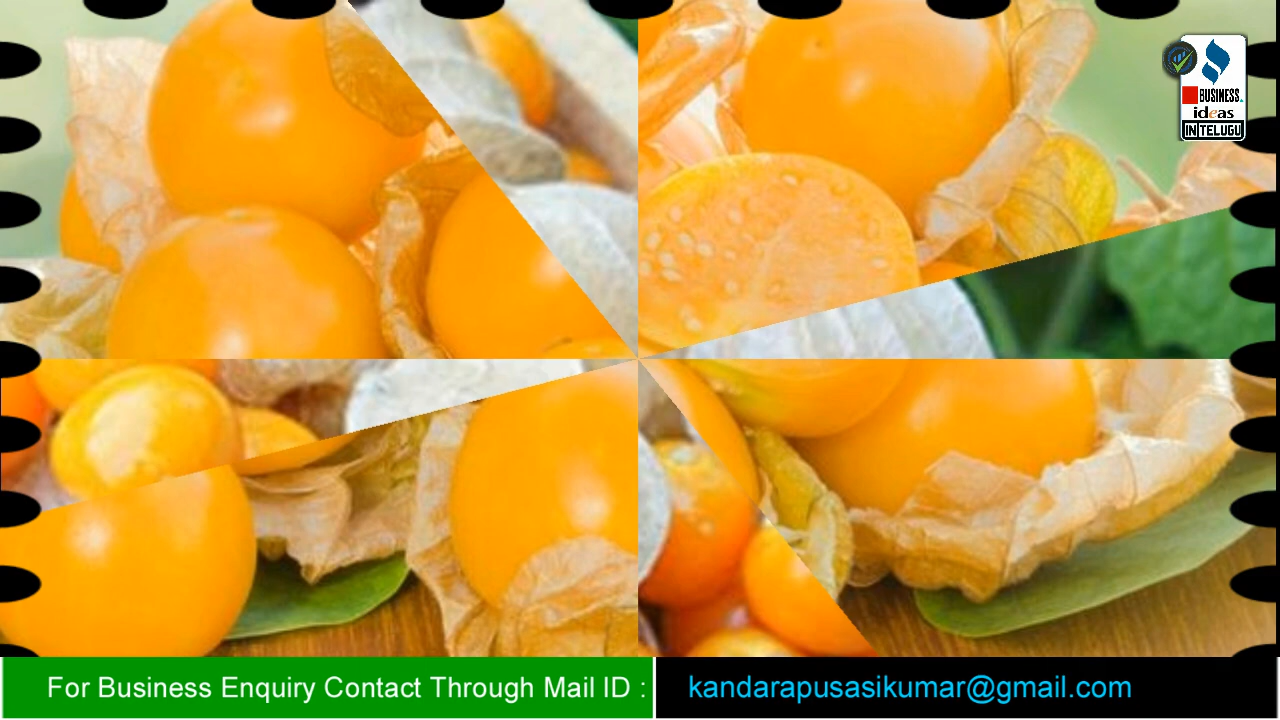 BUSINESS
ideas
IN TELUGU
For Business Enquiry Contact Through Mail ID :
kandarapusasikumar@gmail.com